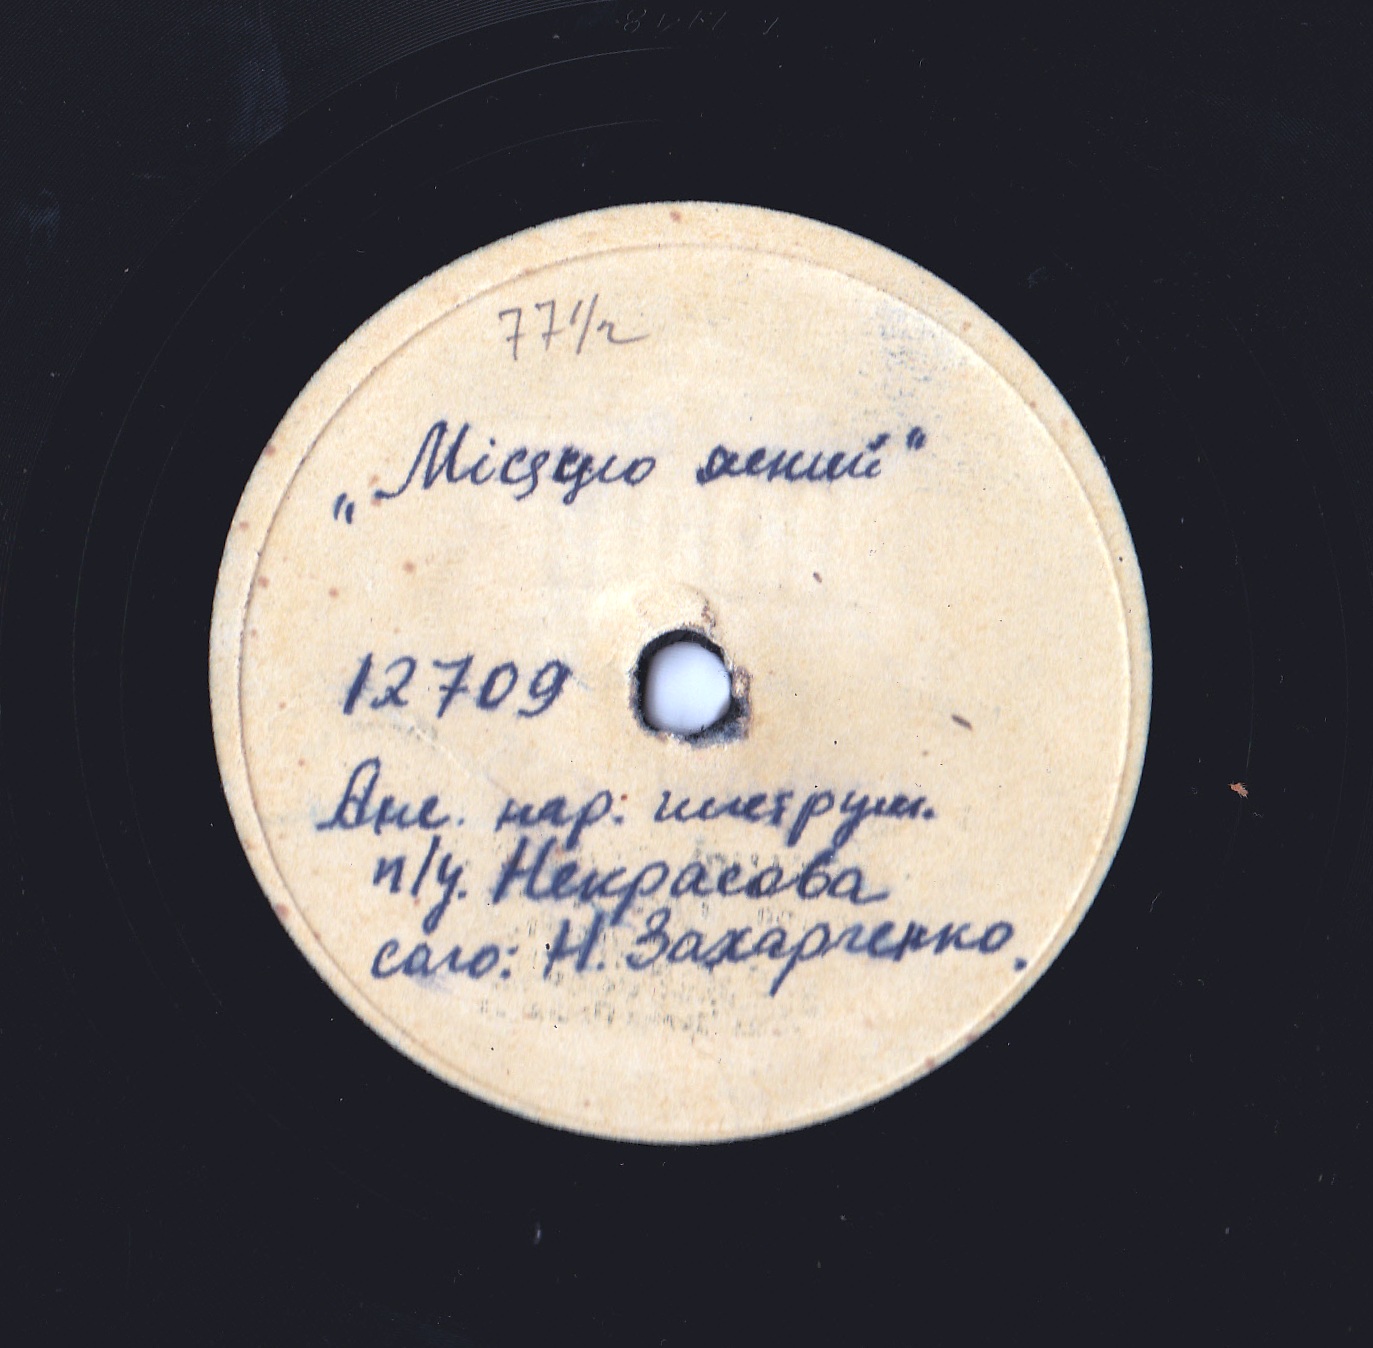 77 1/2
„Місяцю ясний"
12709
Анс. нар. инструм.
п/у. Некрасова
соло: Н. Захарченко.